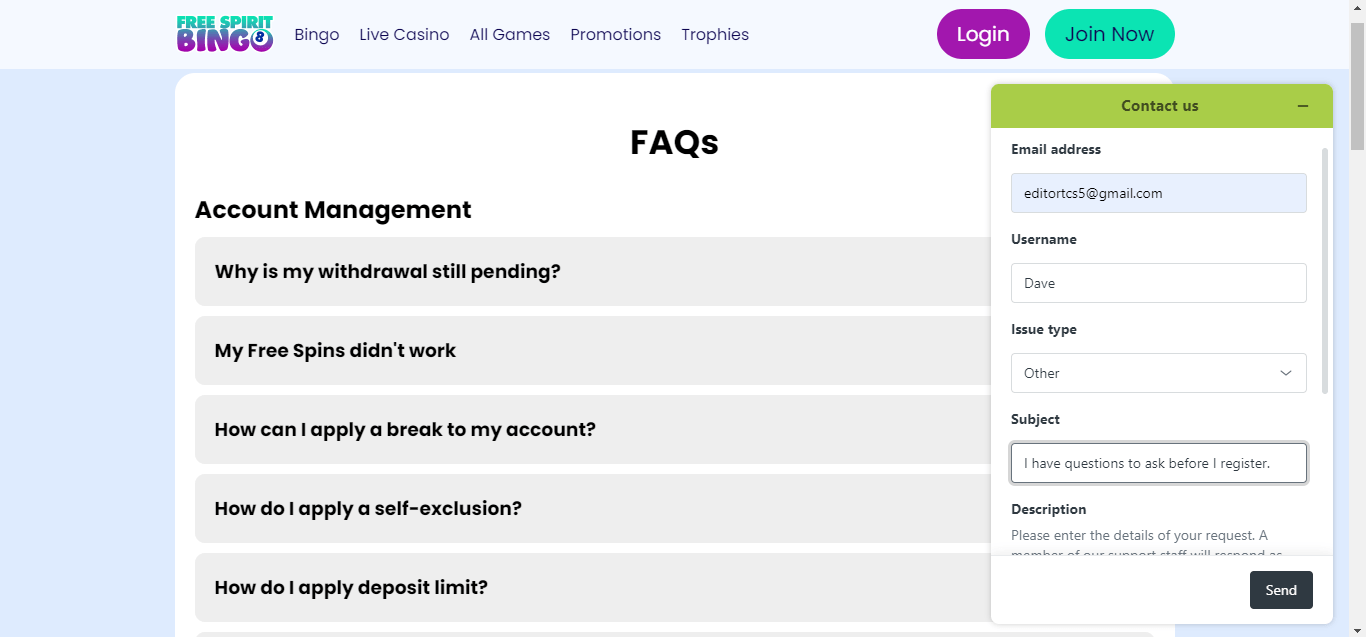 FREE SPIRIT
BINGO 8
Bingo Live Casino All Games Promotions Trophies
Login
Join Now
FAQs
Account Management
Why is my withdrawal still pending?
My Free Spins didn't work
How can I apply a break to my account?
How do I apply a self-exclusion?
How do I apply deposit limit?
Contact us
Email address
editortcs5@gmail.com
Username
Dave
Issue type
Other
Subject
I have questions to ask before I register.
Description
Please enter the details of your request. A
member of our support staff will respond as
Send